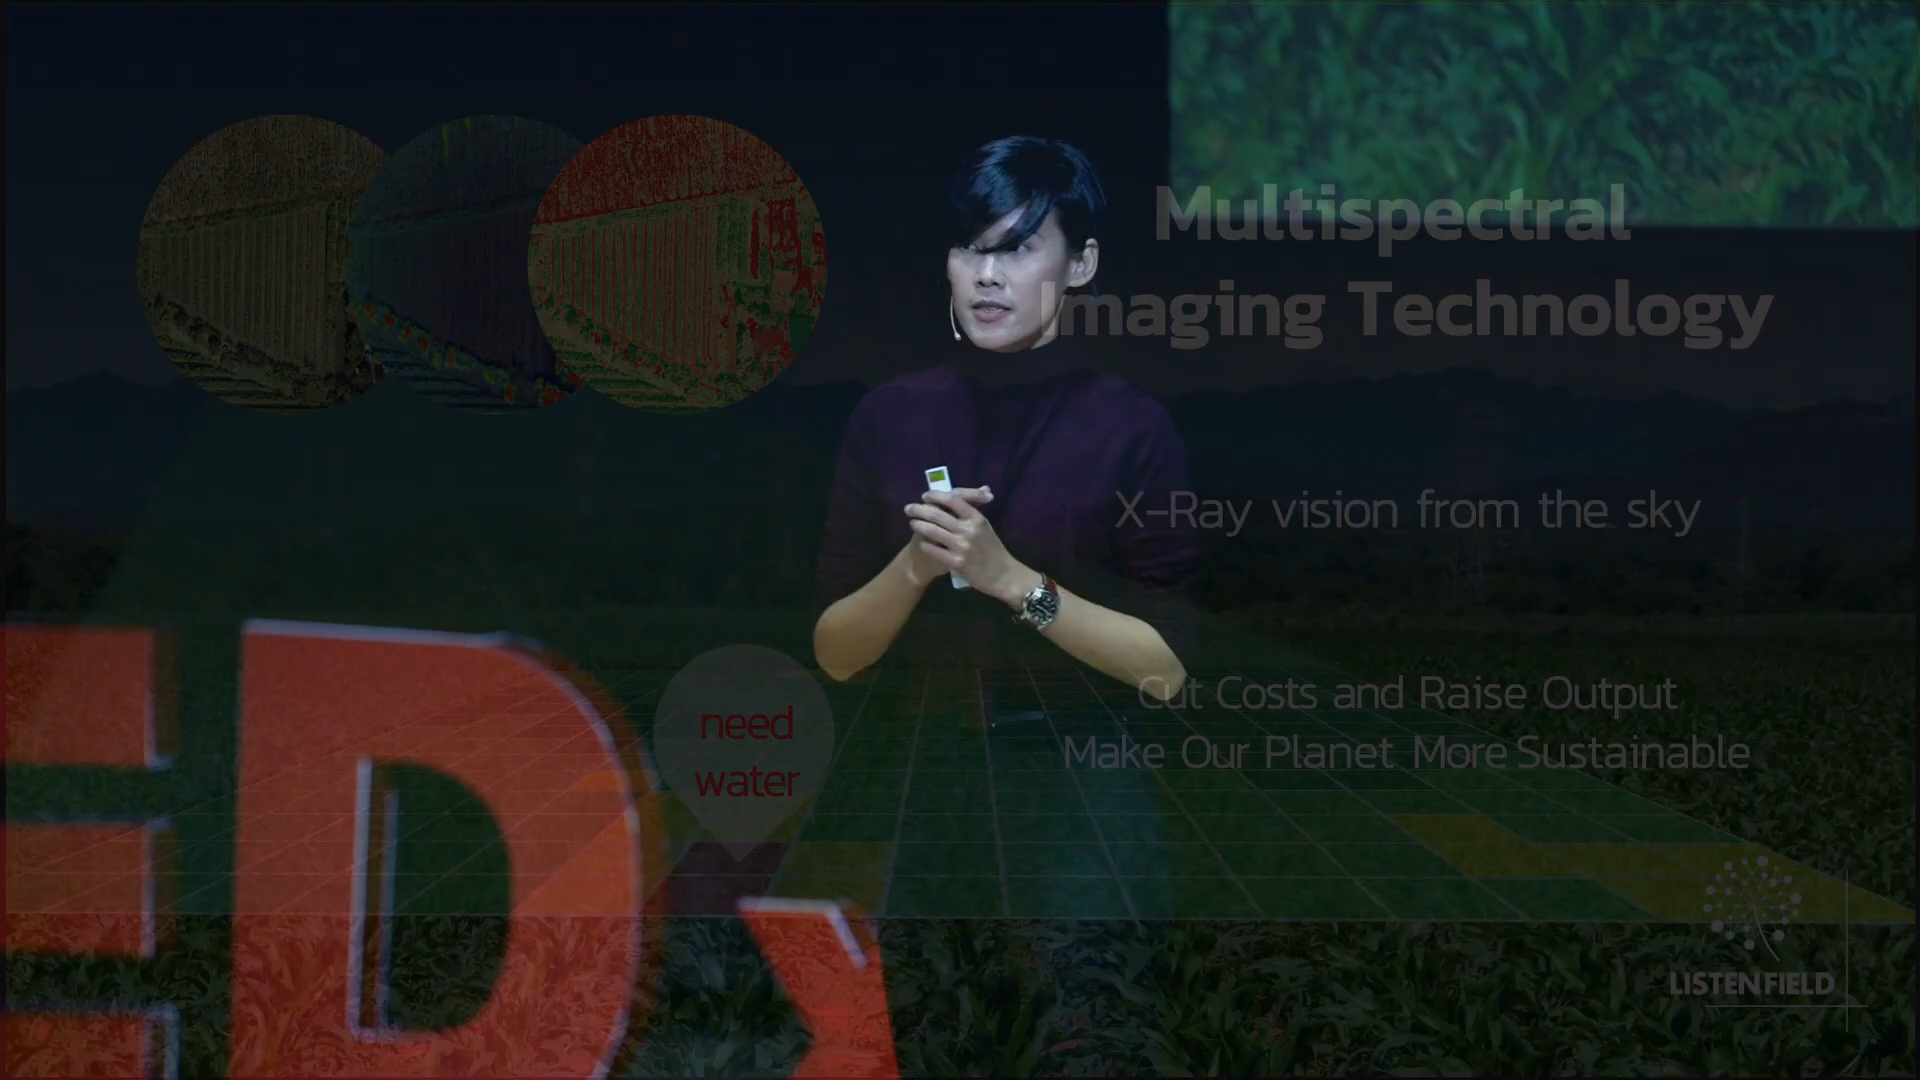 Multispectral
Imaging Technology
X-Ray vision from the sky
need
water
Cut Costs and Raise Output
Make Our Planet More Sustainable
LISTENFIELD
EDx